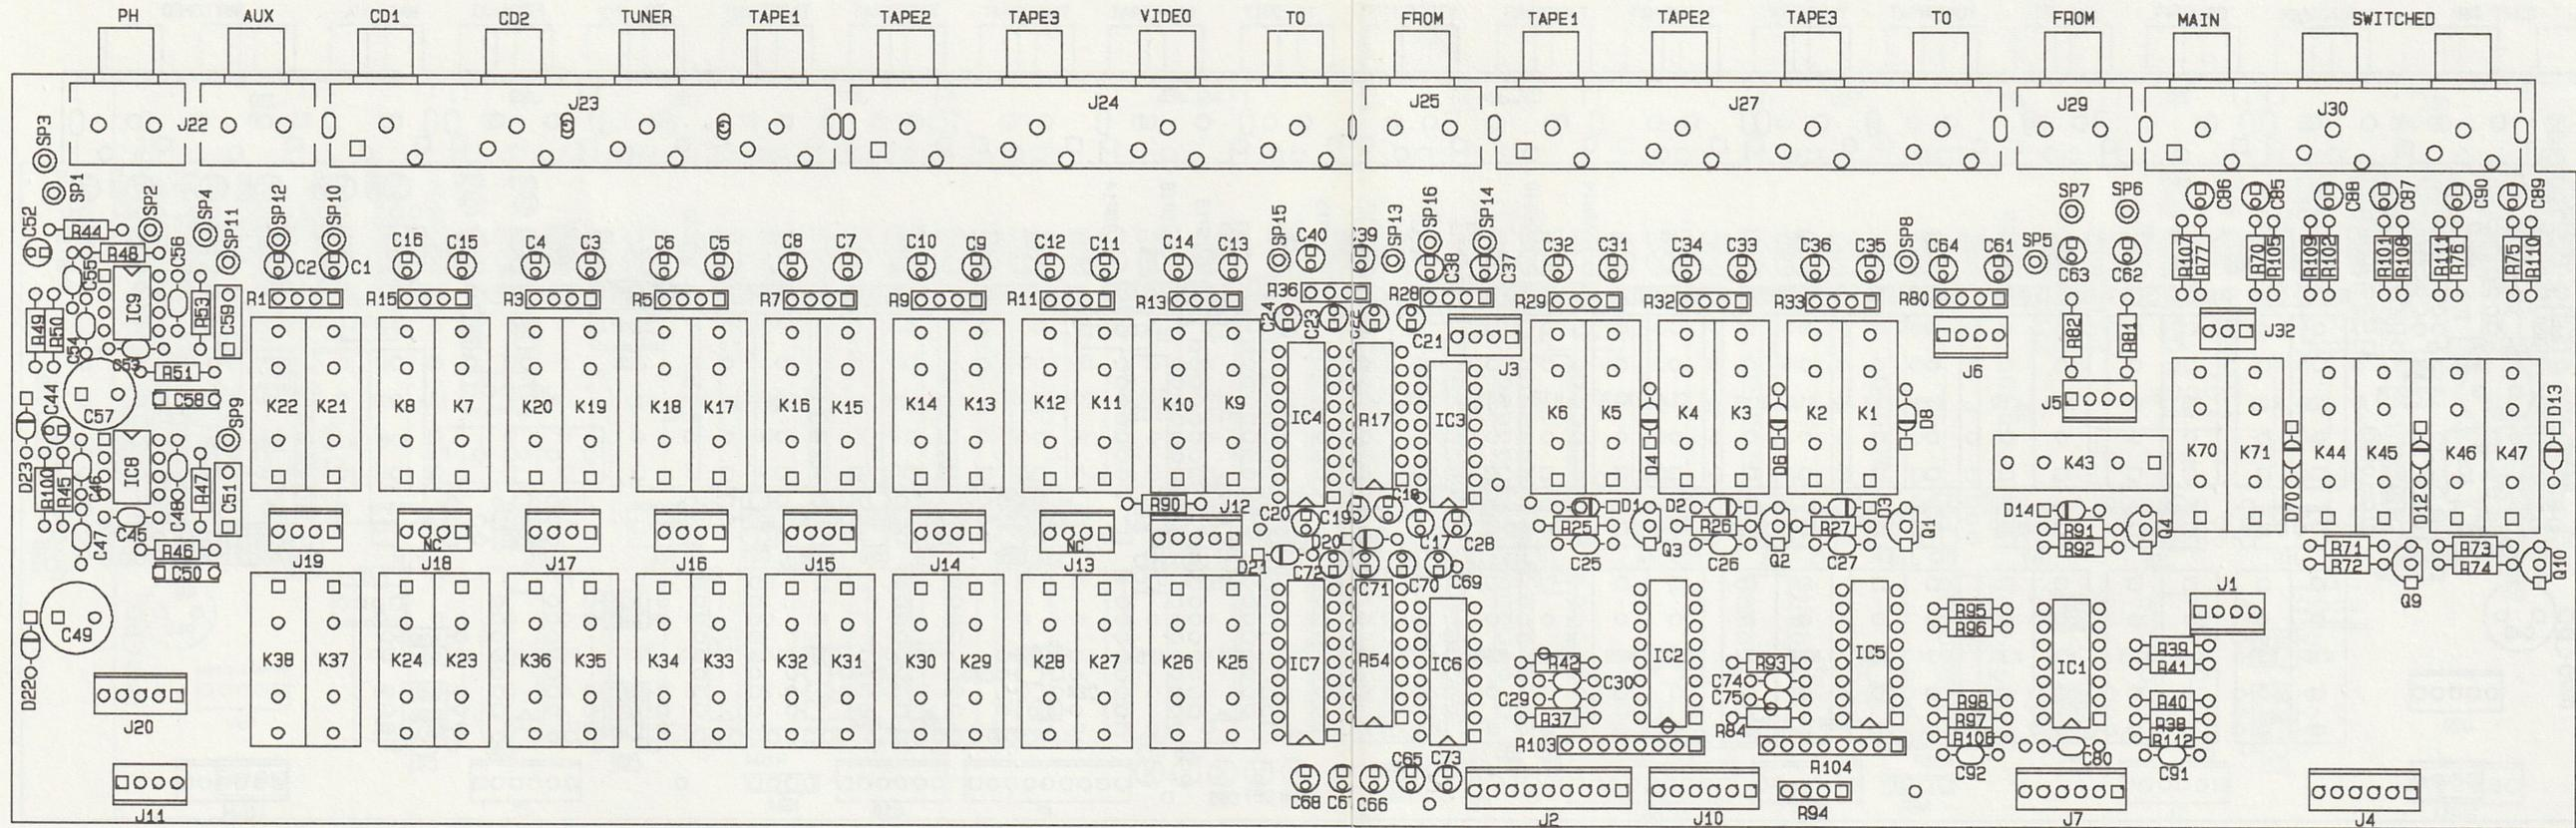 PH AUX CD1 CD2 TUNER TAPE1 TAPE2 TAPE3 VIDEO TO FROM TAPE1 TAPE2 TAPE3 TO FROM MAIN SWITCHED
J22 J23 J24 J25 J27 J29 J30
SP3 SP1 SP2 SP4 SP11 SP12 SP10 SP15 SP13 SP16 SP14 SP8 SP5 SP7 SP6 C86 C85 C88 C87 C90 C89
C52 R44 R48 C56 C55 C2 C1 C16 C15 C4 C3 C6 C5 C8 C7 C10 C9 C12 C11 C14 C13 C40 C39 C38 C37 C32 C31 C34 C33 C36 C35 C64 C61 C63 C62 R107 R77 R70 R105 R109 R102 R101 R108 R111 R76 R75 R110
R49 R50 IC9 R53 C59 R1 R15 R3 R5 R7 R9 R11 R13 R36 R28 R29 R32 R33 R80
C54 C53 C24 C23 C22 C21 J3 J6 R82 R81 J32
R51 C58 C57 C44 SP9 J5
K22 K21 K8 K7 K20 K19 K18 K17 K16 K15 K14 K13 K12 K11 K10 K9 IC4 R17 IC3 K6 K5 K4 K3 K2 K1 D8 D13
D23 R100 R45 C46 IC8 C48 R47 C51 D4 D6 K43 K70 K71 D70 K44 K45 D12 K46 K47
R90 J12 C20 C19 C18 D1 D2 D3 D14
C47 C45 NC NC D20 C17 C28 R25 Q3 R26 Q2 R27 Q1 R91 R92 Q4
R46 C50 J19 J18 J17 J16 J15 J14 J13 D21 C72 C71 C70 C69 C25 C26 C27 R71 R72 Q9 R73 R74 Q10
C49 D22 J1
K38 K37 K24 K23 K36 K35 K34 K33 K32 K31 K30 K29 K28 K27 K26 K25 IC7 R54 IC6 R42 IC2 R93 IC5 R95 R96 IC1 R39 R41
C29 C30 R37 C74 C75 R84 R98 R97 R106 R40 R38 R112
J20 R103 R104 C92 C80 C91
J11 C68 C67 C66 C65 C73 J2 J10 R94 J7 J4